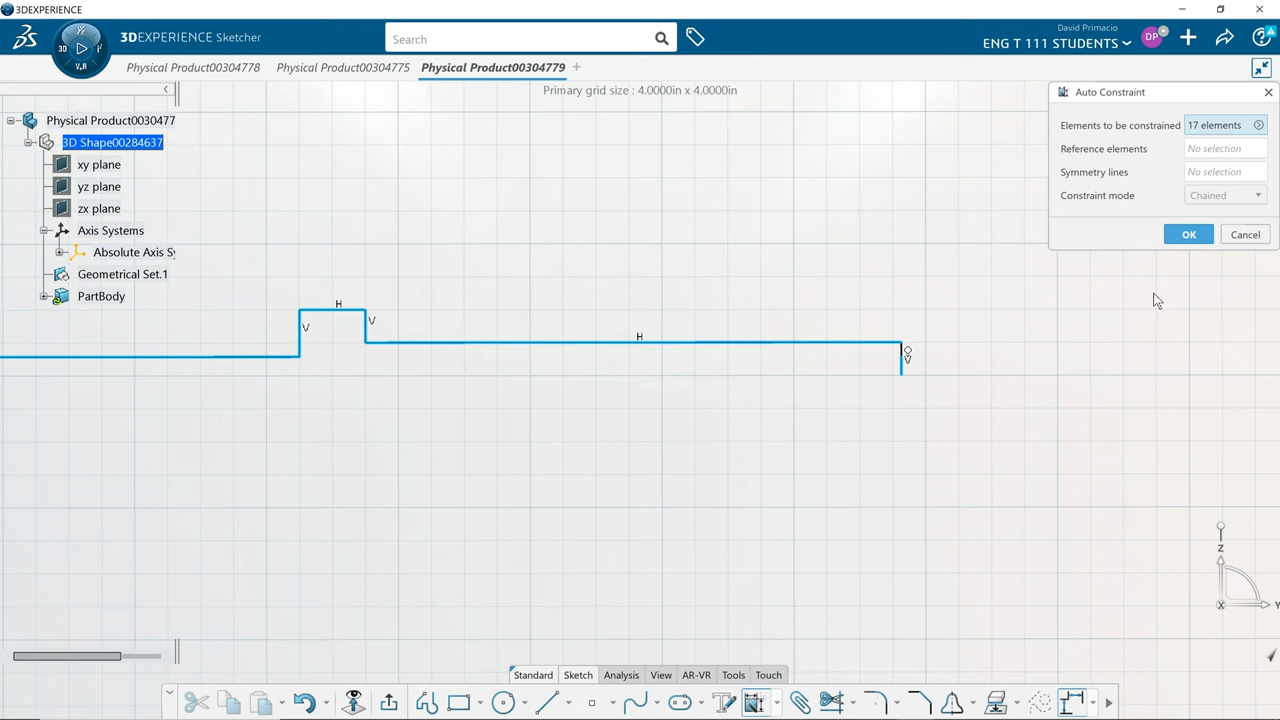 3DEXPERIENCE
3DEXPERIENCE Sketcher
Search
David Primacio
ENG T 111 STUDENTS
DP
3D
V,R
Physical Product00304778
Physical Product00304775
Physical Product00304779
Primary grid size : 4.0000in x 4.0000in
Auto Constraint
Elements to be constrained 17 elements
Reference elements No selection
Symmetry lines No selection
Constraint mode Chained
OK Cancel
Physical Product0030477
3D Shape00284637
xy plane
yz plane
zx plane
Axis Systems
Absolute Axis Sy
Geometrical Set.1
PartBody
H
V
V
H
V
Z
X
Y
Standard Sketch Analysis View AR-VR Tools Touch